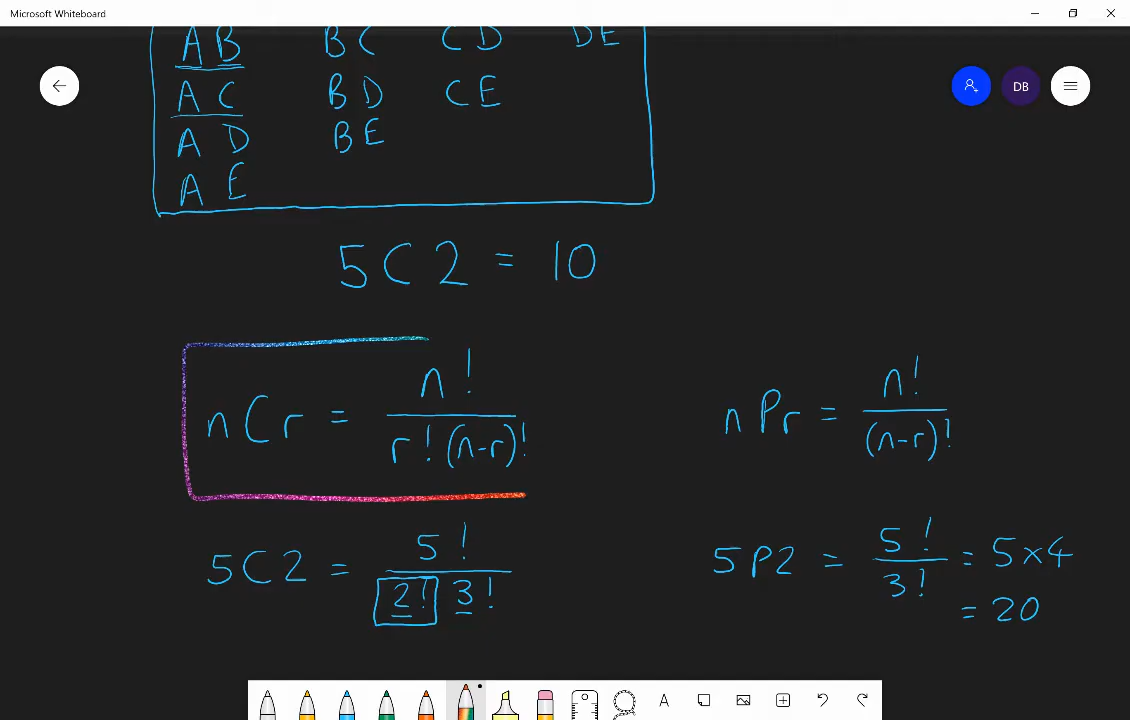 Microsoft Whiteboard
AB BC CD DE
AC BD CE
DB
AD BE
AE
5C2 = 10
nCr = n! / r!(n-r)!
nPr = n! / (n-r)!
5C2 = 5! / 2! 3!
5P2 = 5! / 3! = 5×4
= 20
A